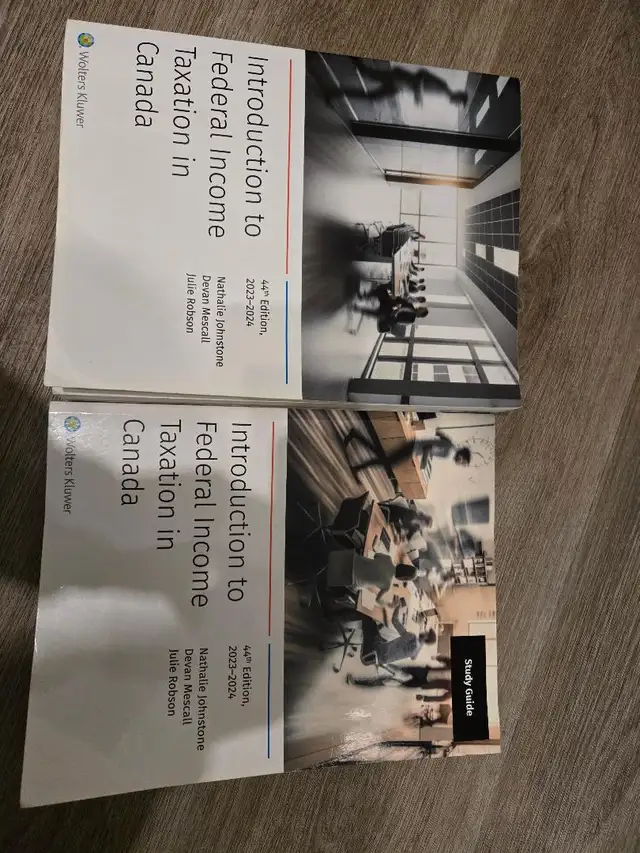 Introduction to
Federal Income
Taxation in
Canada
44th Edition,
2023–2024
Nathalie Johnstone
Devan Mescall
Julie Robson
Wolters Kluwer
Study Guide
Introduction to
Federal Income
Taxation in
Canada
44th Edition,
2023–2024
Nathalie Johnstone
Devan Mescall
Julie Robson
Wolters Kluwer